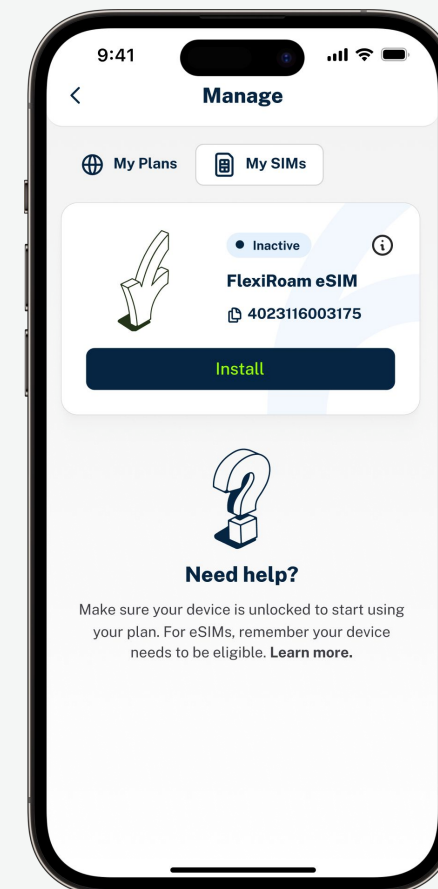 9:41
Manage
My Plans
My SIMs
Inactive
FlexiRoam eSIM
4023116003175
Install
Need help?
Make sure your device is unlocked to start using
your plan. For eSIMs, remember your device
needs to be eligible. Learn more.